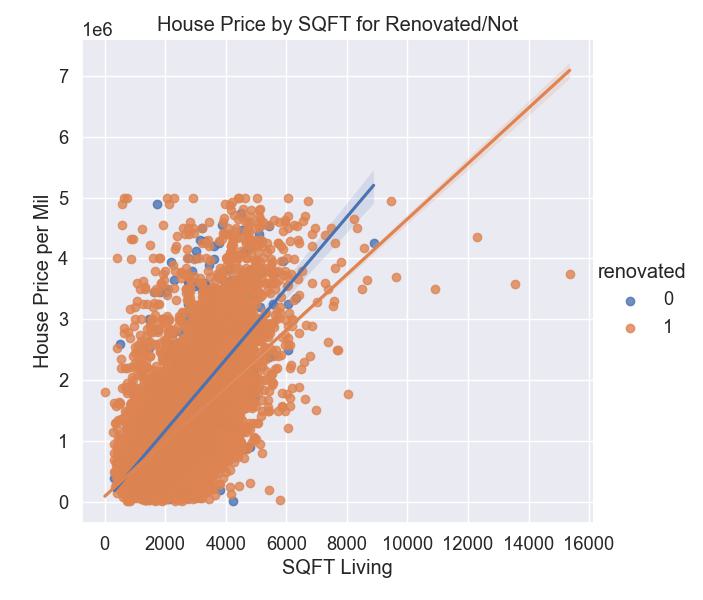 House Price by SQFT for Renovated/Not
1e6
7
6
5
4
3
2
1
0
House Price per Mil
0 2000 4000 6000 8000 10000 12000 14000 16000
SQFT Living
renovated
0
1